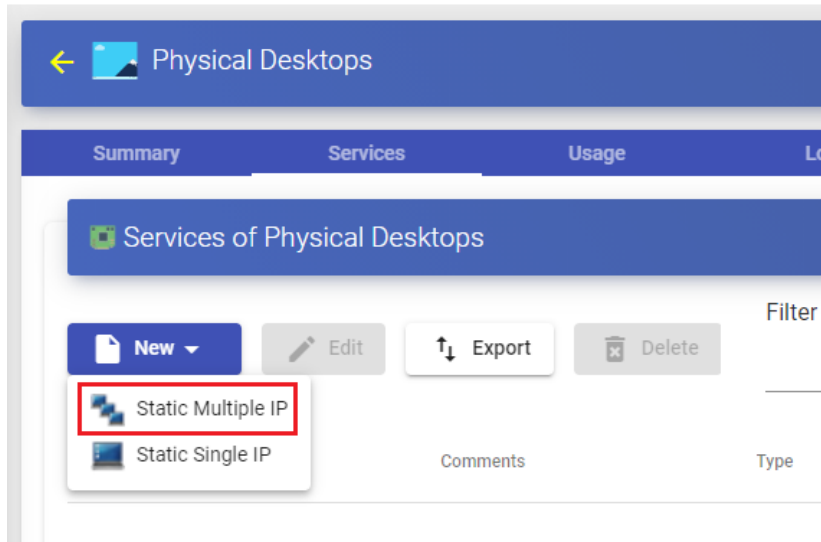 Physical Desktops
Summary Services Usage
Services of Physical Desktops
Filter
New Edit Export Delete
Static Multiple IP
Static Single IP
Comments Type